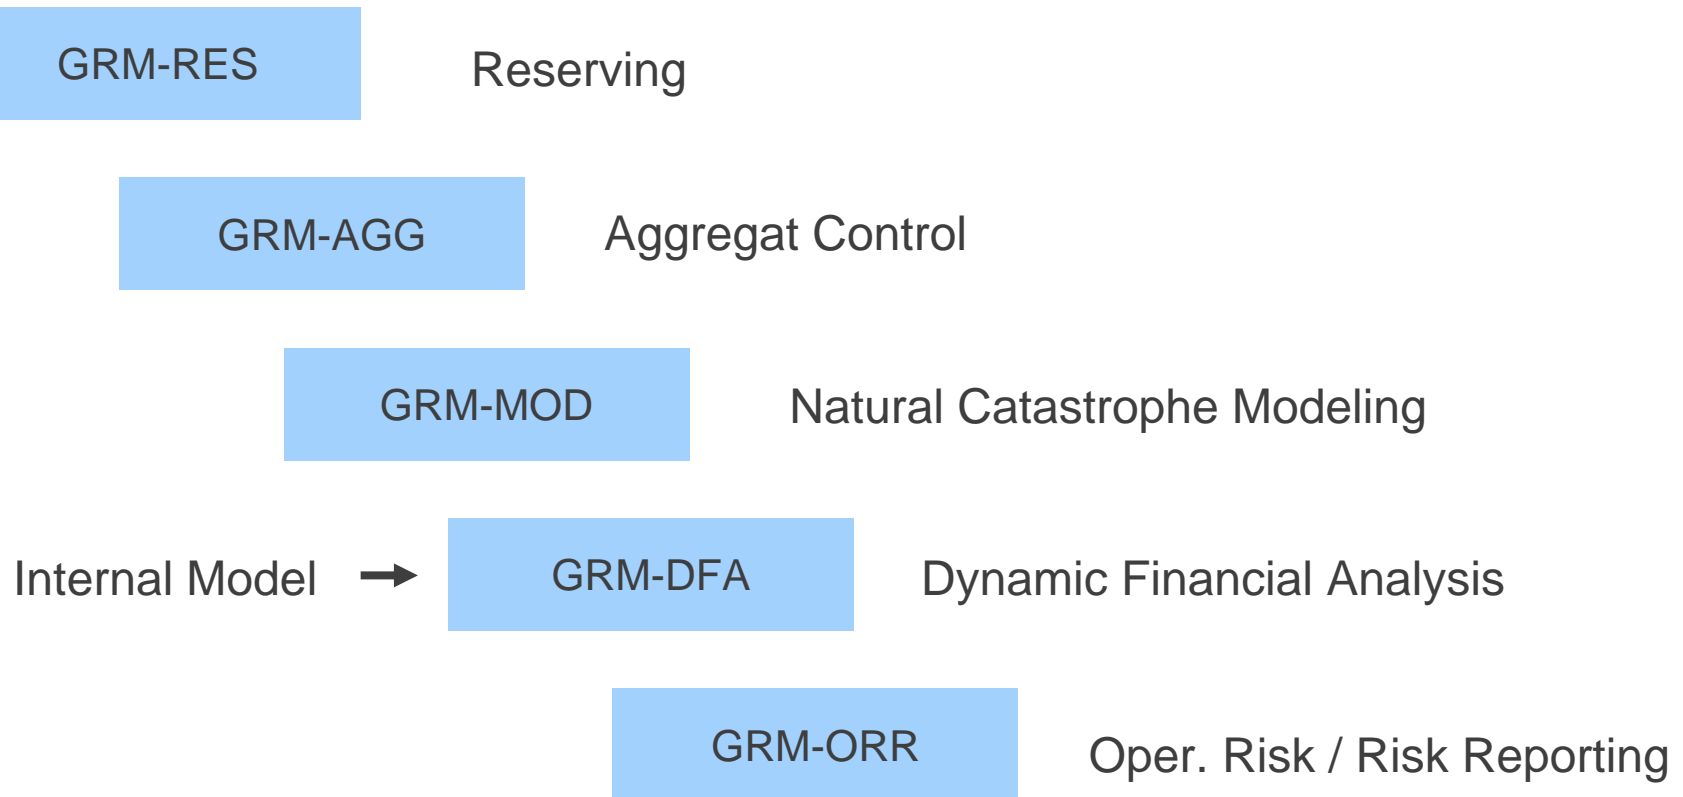 GRM-RES Reserving
GRM-AGG Aggregat Control
GRM-MOD Natural Catastrophe Modeling
Internal Model GRM-DFA Dynamic Financial Analysis
GRM-ORR Oper. Risk / Risk Reporting